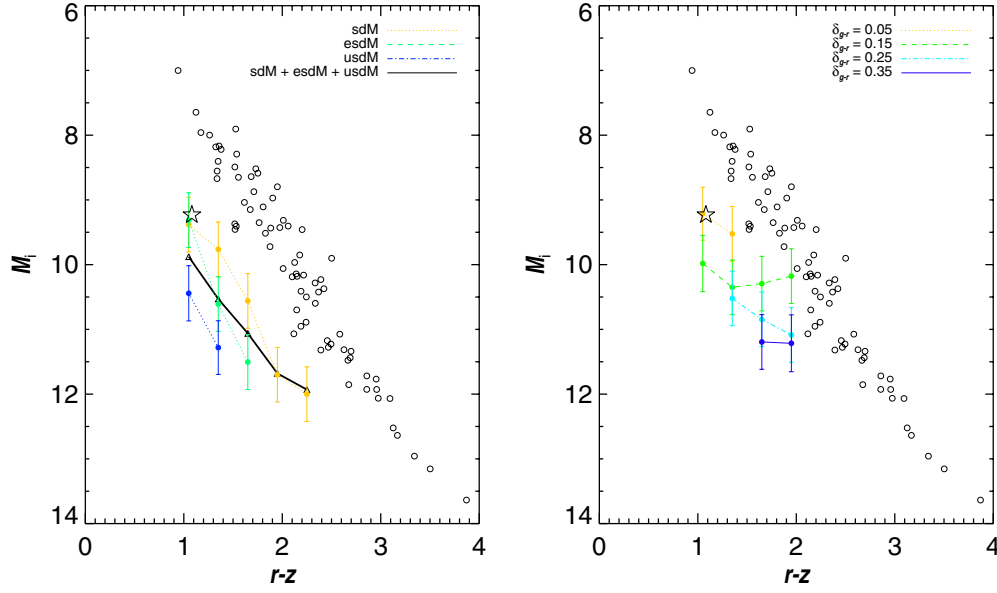 sdM
esdM
usdM
sdM + esdM + usdM
6
8
10
12
14
M_i
0
1
2
3
4
r-z
δ_g-r = 0.05
δ_g-r = 0.15
δ_g-r = 0.25
δ_g-r = 0.35
6
8
10
12
14
M_i
0
1
2
3
4
r-z